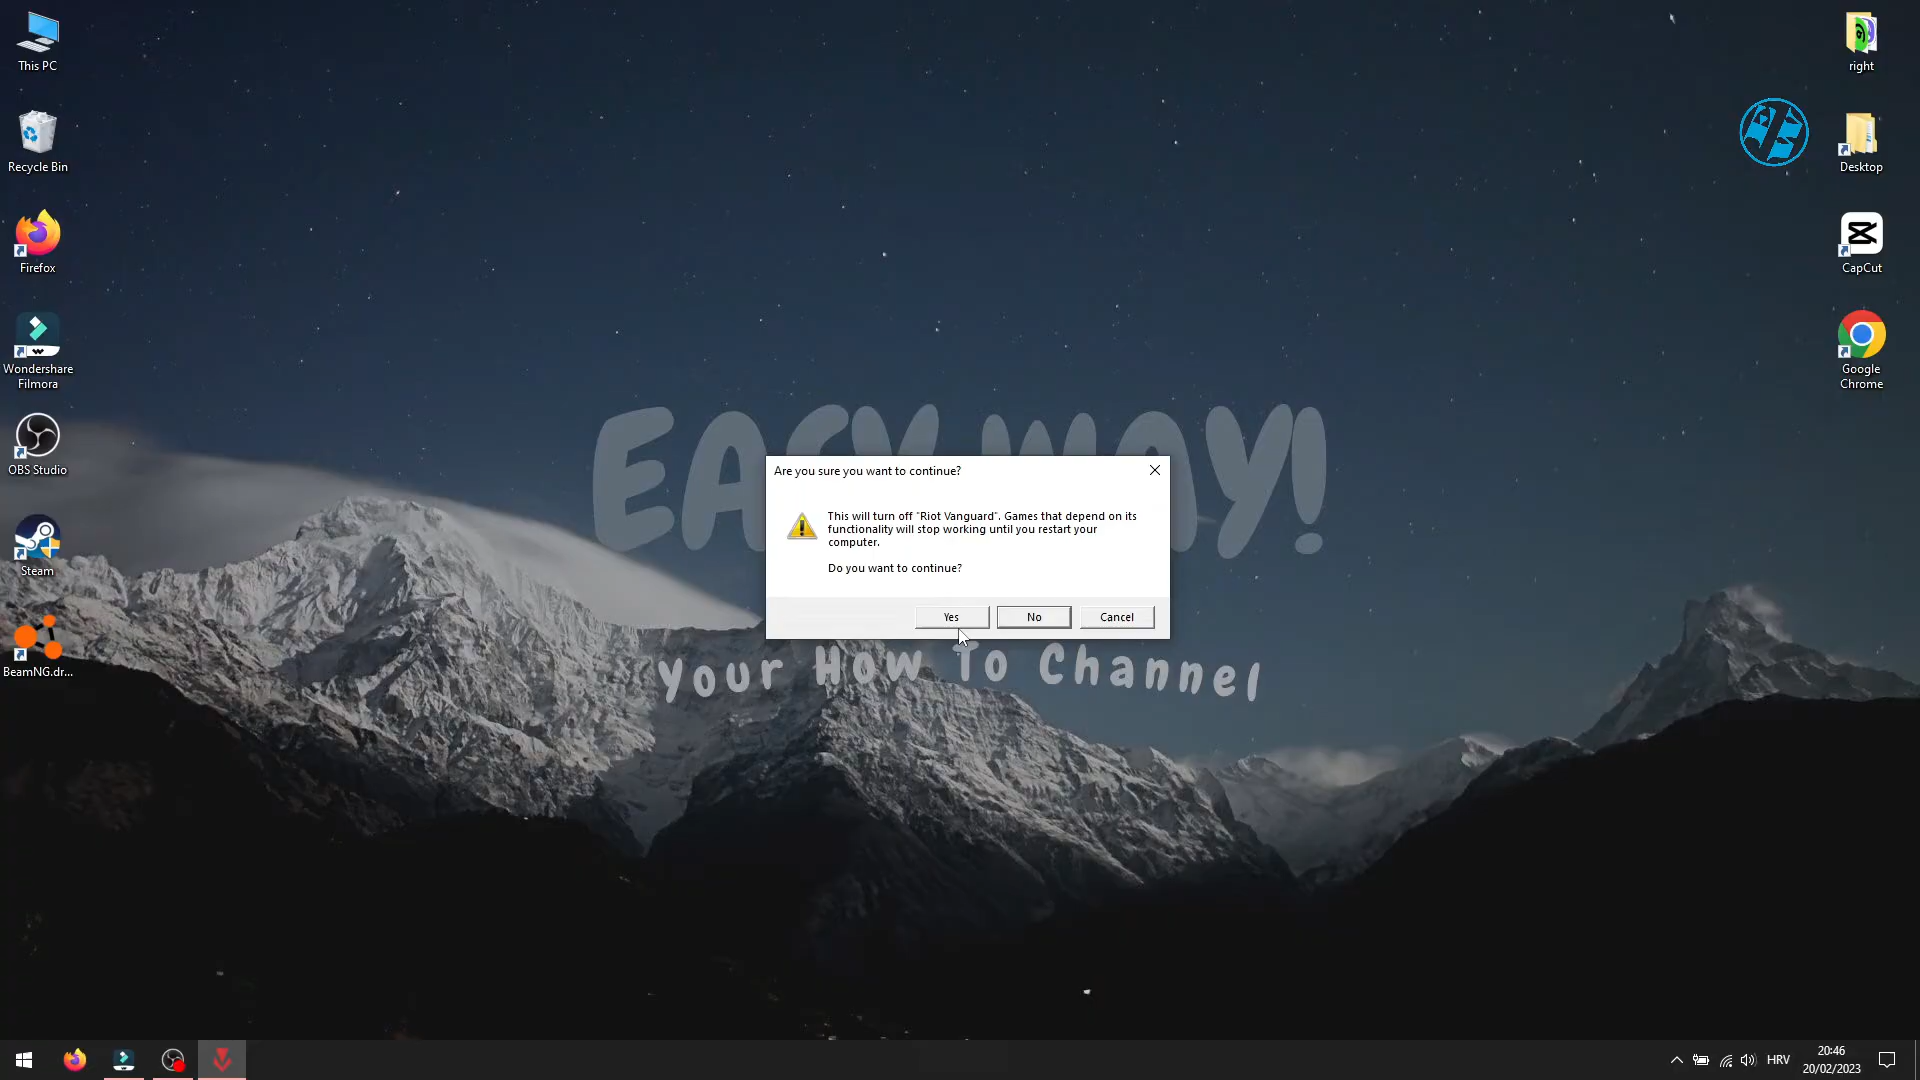 This PC
Recycle Bin
Firefox
Wondershare
Filmora
OBS Studio
Steam
BeamNG.dr...
right
Desktop
CapCut
Google
Chrome
EASY WAY!
Are you sure you want to continue?
This will turn off "Riot Vanguard". Games that depend on its
functionality will stop working until you restart your
computer.
Do you want to continue?
Yes
No
Cancel
Your How To Channel
HRV
20:46
20/02/2023